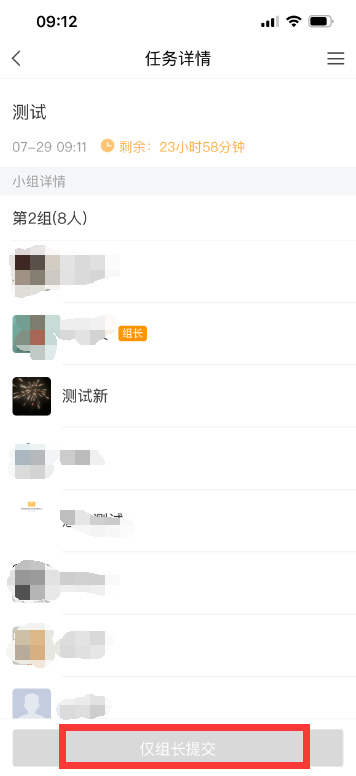 09:12
任务详情
测试
07-29 09:11 剩余：23小时58分钟
小组详情
第2组(8人)
组长
测试新
仅组长提交